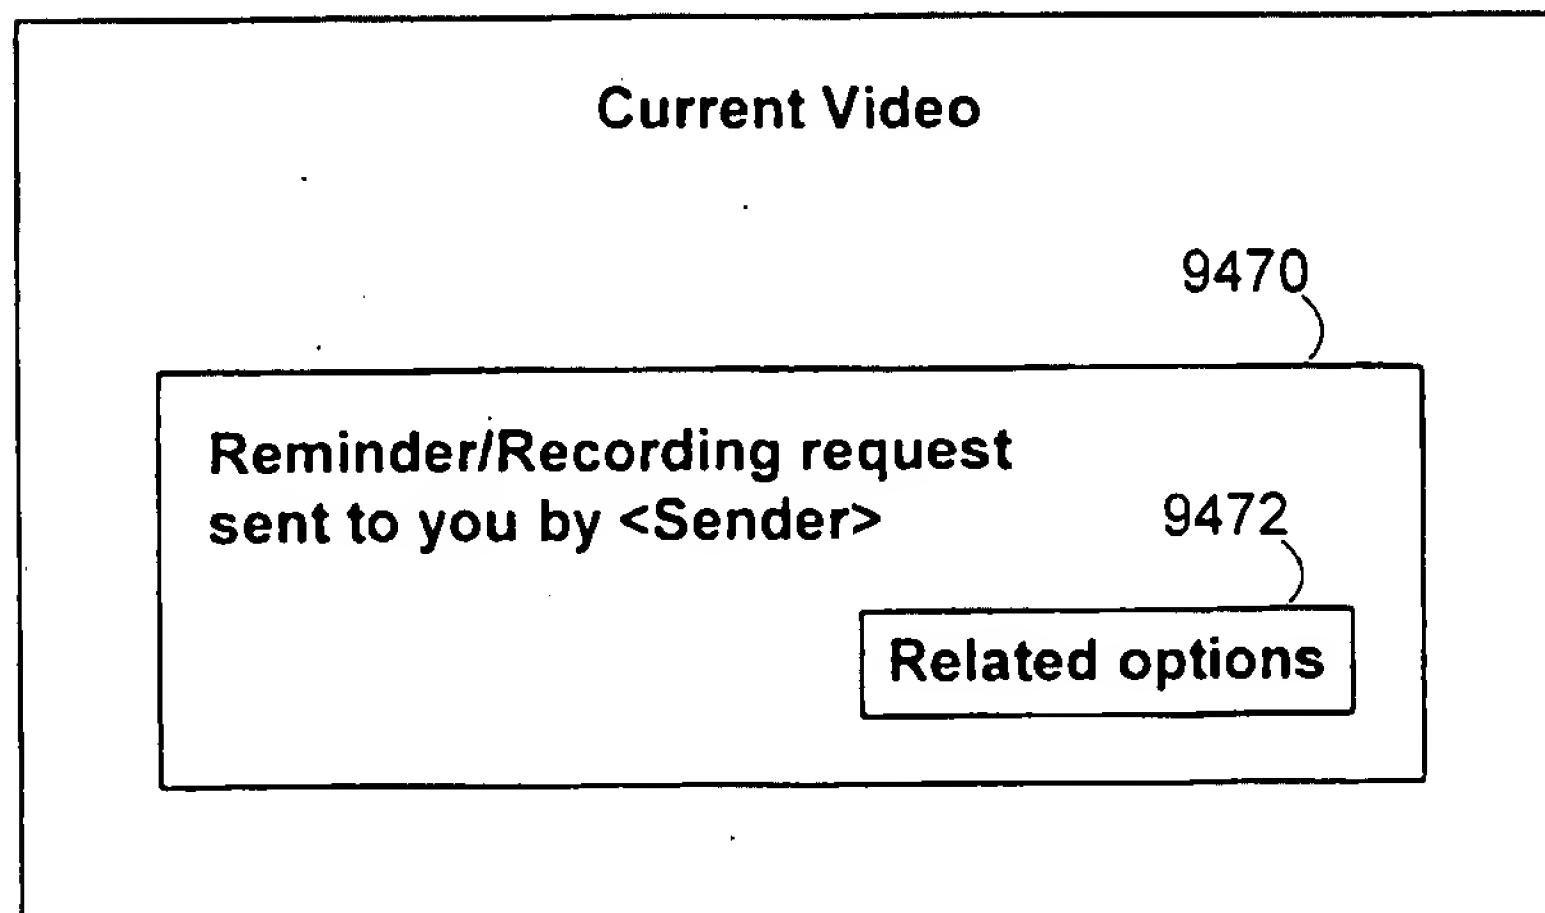 Current Video
9470
Reminder/Recording request
sent to you by <Sender>
9472
Related options